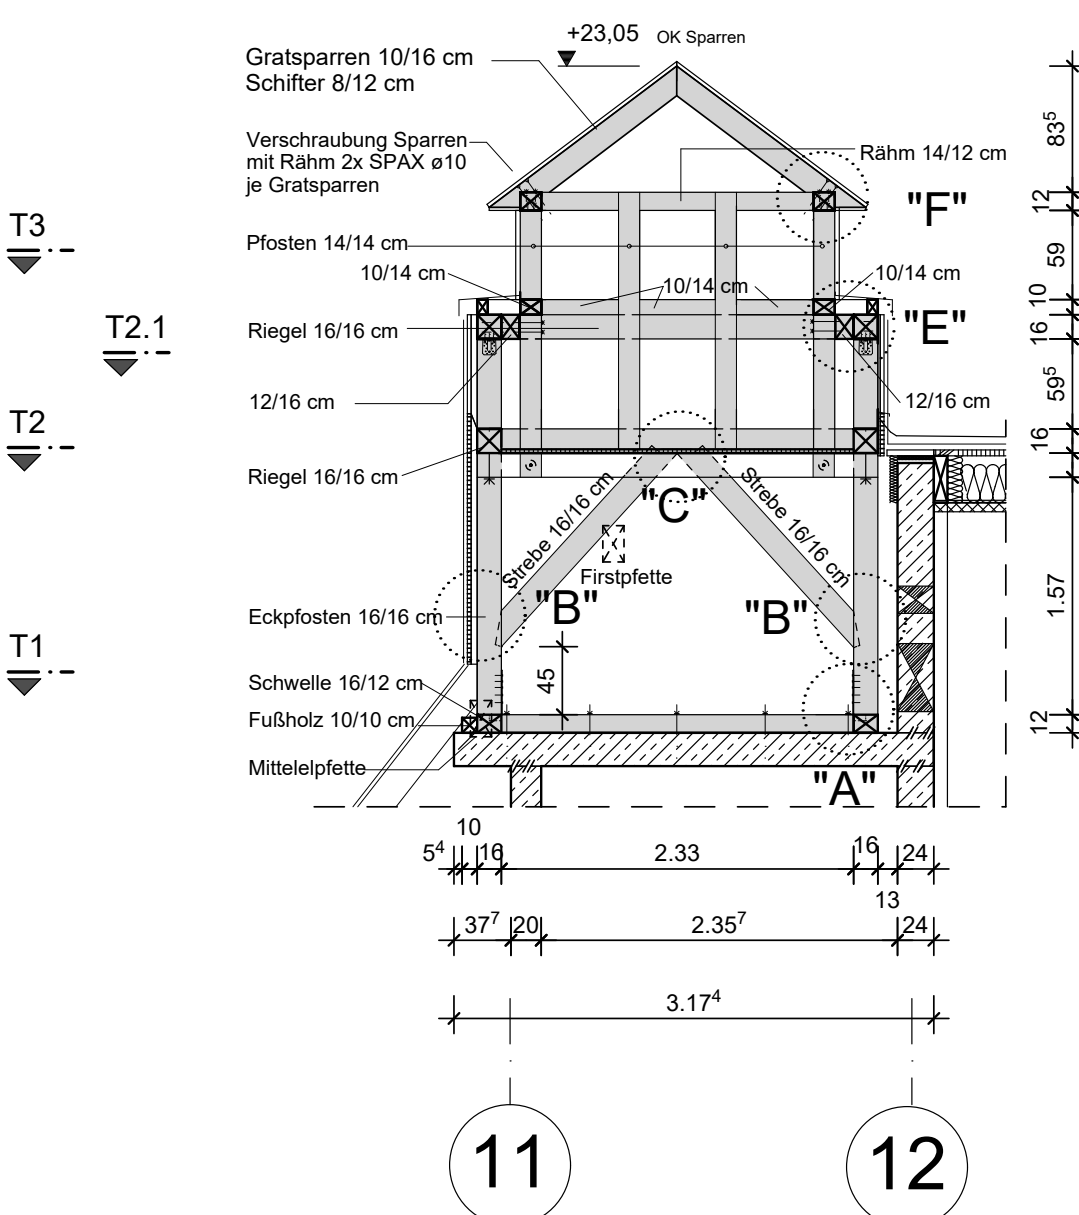 +23,05 OK Sparren
Gratsparren 10/16 cm
Schifter 8/12 cm
83⁵
Verschraubung Sparren
mit Rähm 2x SPAX ø10
je Gratsparren
Rähm 14/12 cm
"F"
12
T3
Pfosten 14/14 cm
59
10/14 cm
10/14 cm
10/14 cm
10
T2.1
Riegel 16/16 cm
"E"
16
12/16 cm
12/16 cm
59⁵
T2
16
Riegel 16/16 cm
"C"
Strebe 16/16 cm
Strebe 16/16 cm
Firstpfette
1.57
"B"
"B"
Eckpfosten 16/16 cm
T1
45
Schwelle 16/12 cm
Fußholz 10/10 cm
12
Mittelelpfette
"A"
10
5⁴ 16 2.33 16 24
13
37⁷ 20 2.35⁷ 24
3.17⁴
11 12